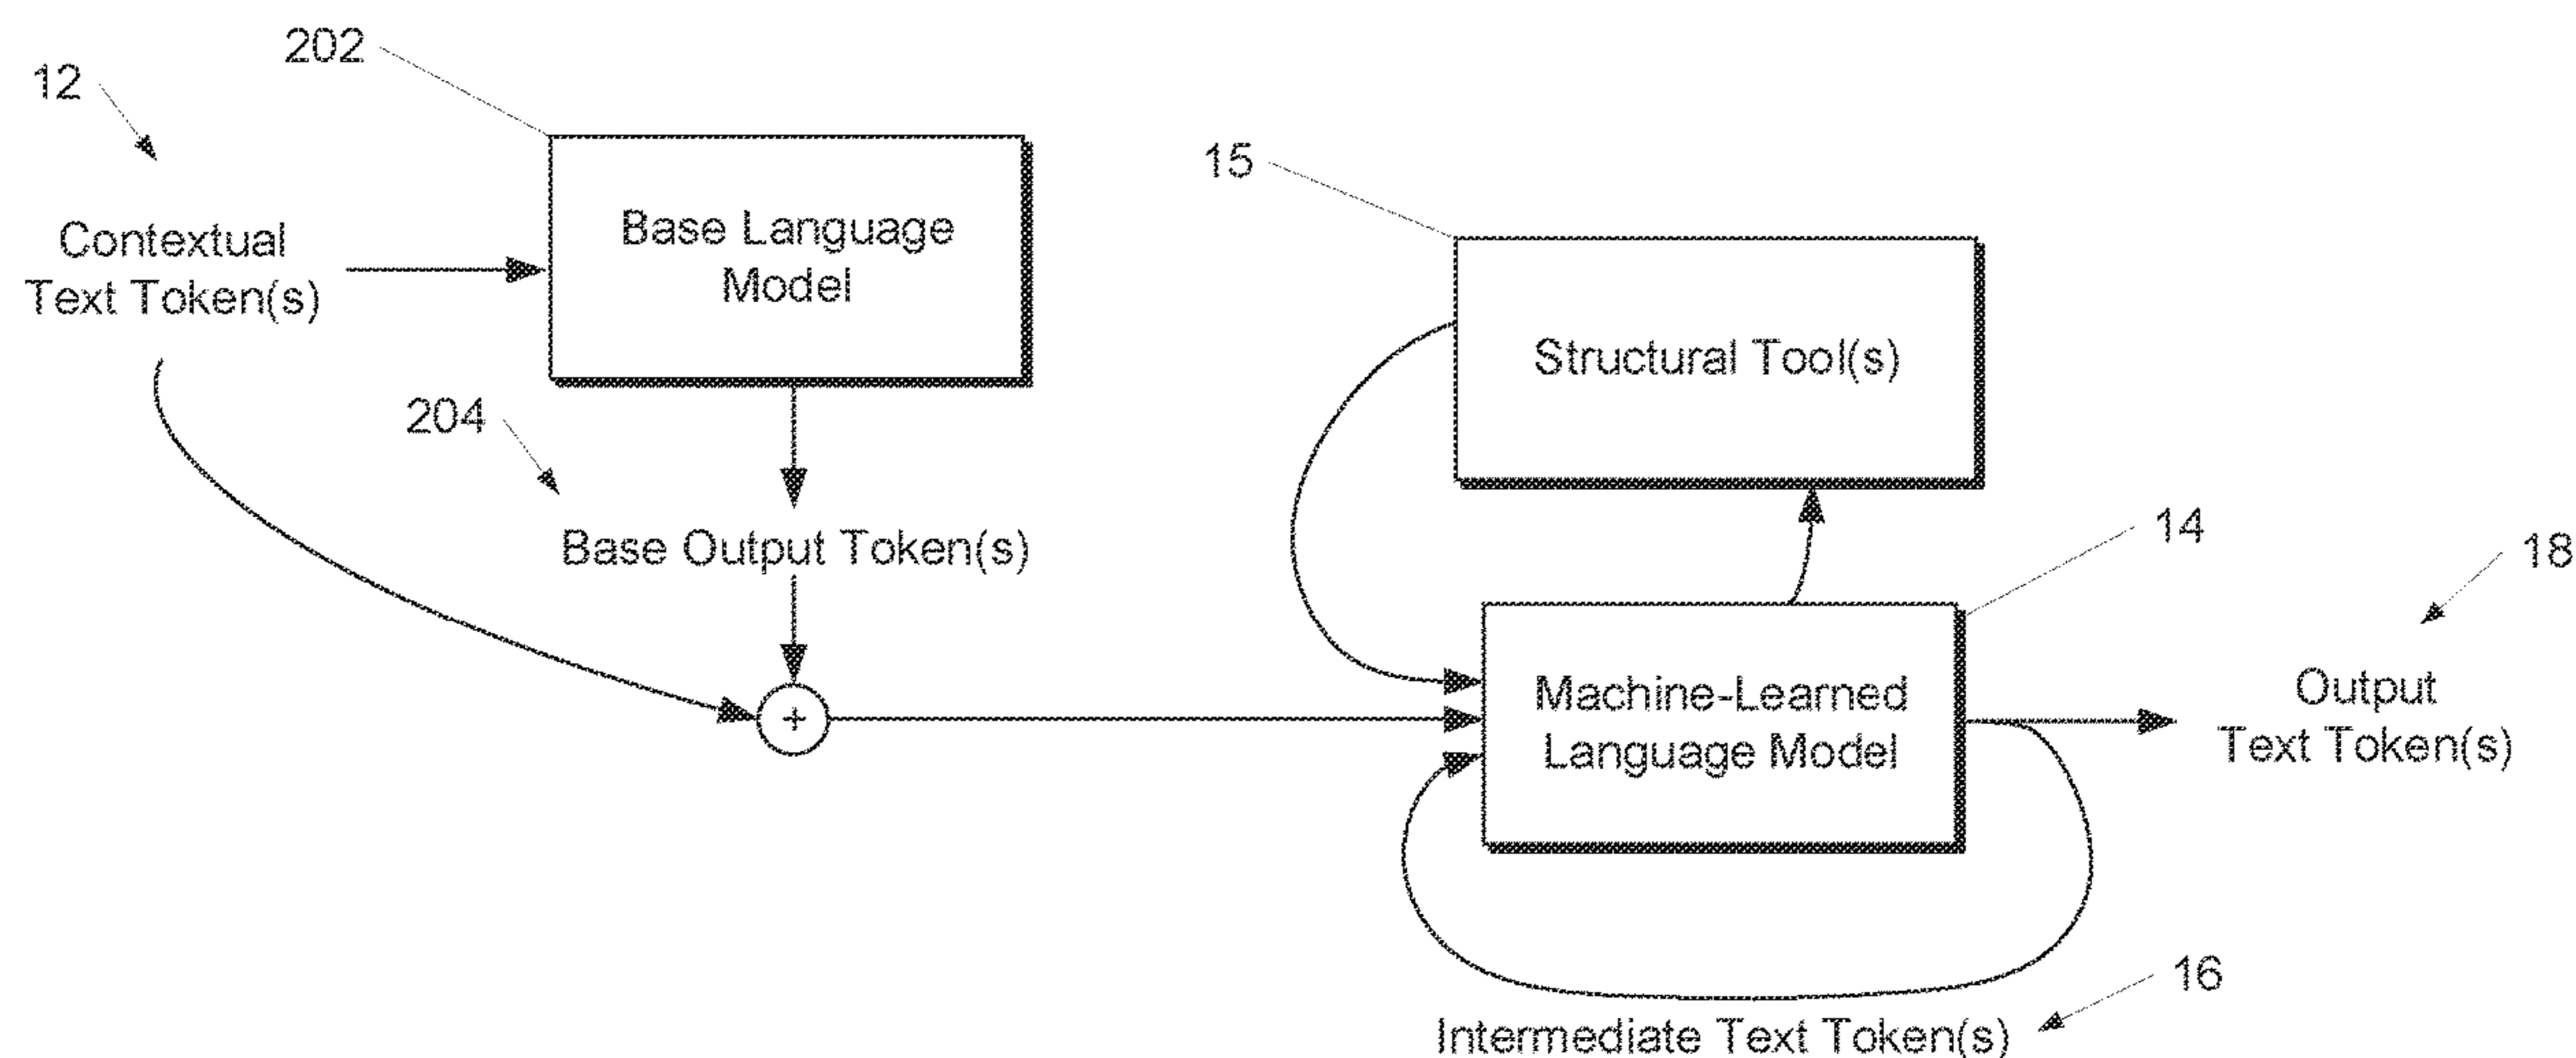 202
12
Contextual
Text Token(s)
Base Language
Model
15
Structural Tool(s)
204
Base Output Token(s)
+
14
18
Machine-Learned
Language Model
Output
Text Token(s)
16
Intermediate Text Token(s)